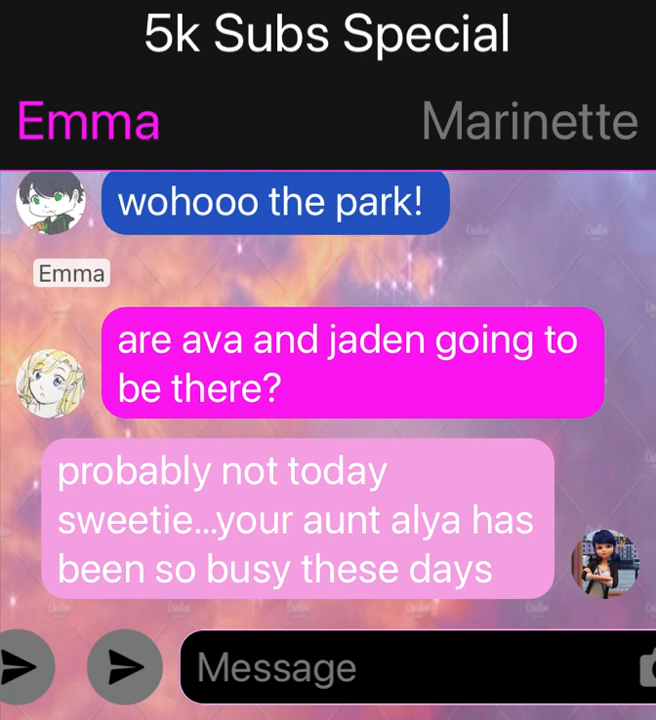 5k Subs Special
Emma
Marinette
wohooo the park!
Emma
are ava and jaden going to
be there?
probably not today
sweetie...your aunt alya has
been so busy these days
Message